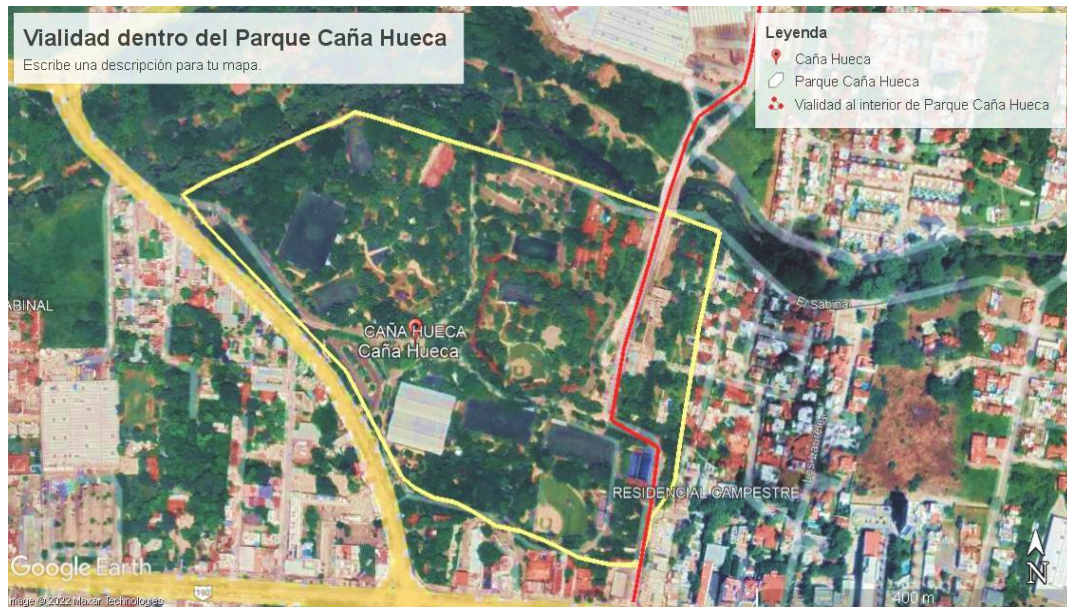 Vialidad dentro del Parque Caña Hueca
Escribe una descripción para tu mapa.
Leyenda
Caña Hueca
Parque Caña Hueca
Vialidad al interior de Parque Caña Hueca
ABINAL
El Sabinal
CAÑA HUECA
Caña Hueca
Los Laureles
RESIDENCIAL CAMPESTRE
Google Earth
190
Image © 2022 Maxar Technologies
400 m
N